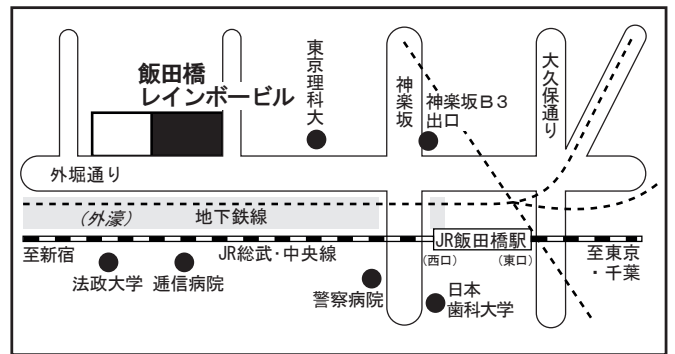 飯田橋
レインボービル
東京理科大
神楽坂
神楽坂B3
出口
大久保通り
外堀通り
(外濠)
地下鉄線
JR飯田橋駅
(西口)
(東口)
至新宿
JR総武・中央線
至東京
・千葉
法政大学
逓信病院
警察病院
日本
歯科大学